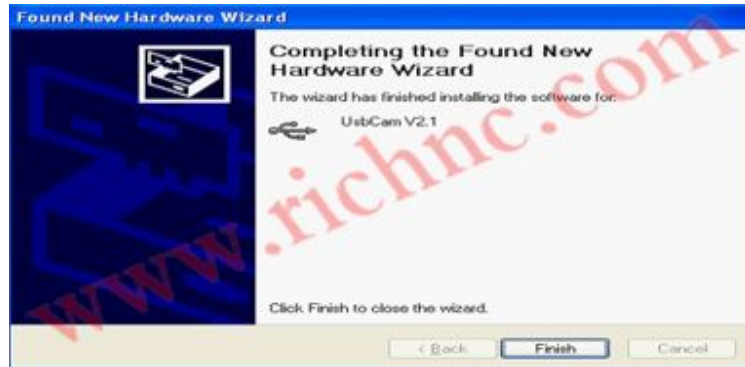 Found New Hardware Wizard
Completing the Found New
Hardware Wizard
The wizard has finished installing the software for:
UsbCam V2.1
www.richnc.com
Click Finish to close the wizard.
< Back
Finish
Cancel